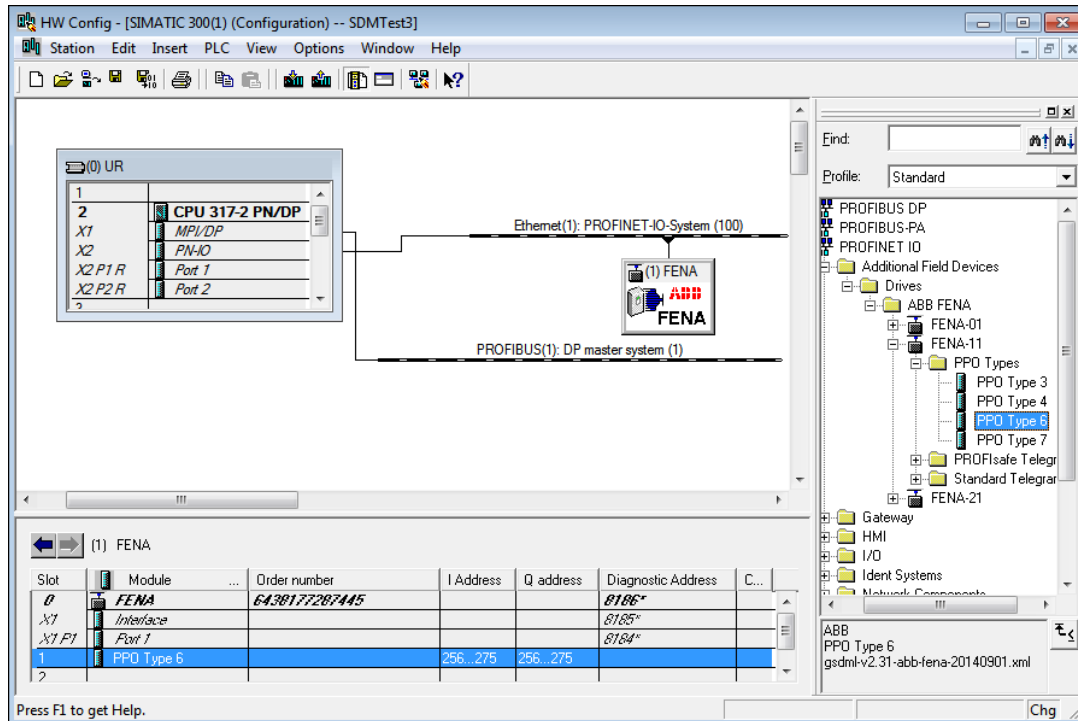 HW Config - [SIMATIC 300(1) (Configuration) -- SDMTest3]
Station Edit Insert PLC View Options Window Help
(0) UR
1
2 CPU 317-2 PN/DP
X1 MPI/DP
X2 PN-IO
X2 P1 R Port 1
X2 P2 R Port 2
Ethernet(1): PROFINET-IO-System (100)
(1) FENA
ABB
FENA
PROFIBUS(1): DP master system (1)
Find:
Profile: Standard
PROFIBUS DP
PROFIBUS-PA
PROFINET IO
Additional Field Devices
Drives
ABB FENA
FENA-01
FENA-11
PPO Types
PPO Type 3
PPO Type 4
PPO Type 6
PPO Type 7
PROFIsafe Telegr
Standard Telegrar
FENA-21
Gateway
HMI
I/O
Ident Systems
Network Components
(1) FENA
Slot Module ... Order number I Address Q address Diagnostic Address C...
0 FENA 6438177287445 8186*
X1 Interface 8185*
X1 P1 Port 1 8184*
1 PPO Type 6 256...275 256...275
2
ABB
PPO Type 6
gsdml-v2.31-abb-fena-20140901.xml
Press F1 to get Help.
Chg